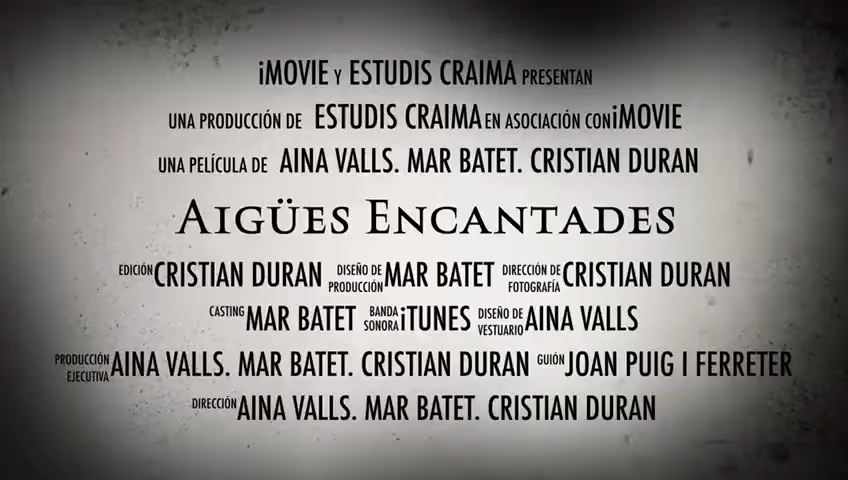 iMOVIE Y ESTUDIS CRAIMA PRESENTAN
UNA PRODUCCIÓN DE ESTUDIS CRAIMA EN ASOCIACIÓN CON iMOVIE
UNA PELÍCULA DE AINA VALLS. MAR BATET. CRISTIAN DURAN
AIGÜES ENCANTADES
EDICIÓN CRISTIAN DURAN DISEÑO DE PRODUCCIÓN MAR BATET DIRECCIÓN DE FOTOGRAFÍA CRISTIAN DURAN
CASTING MAR BATET BANDA SONORA iTUNES DISEÑO DE VESTUARIO AINA VALLS
PRODUCCIÓN EJECUTIVA AINA VALLS. MAR BATET. CRISTIAN DURAN GUIÓN JOAN PUIG I FERRETER
DIRECCIÓN AINA VALLS. MAR BATET. CRISTIAN DURAN